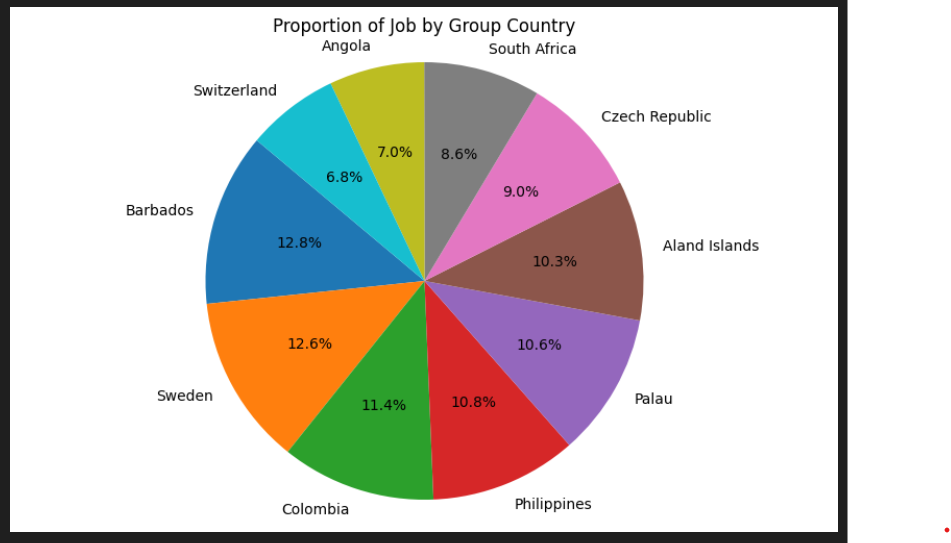 Proportion of Job by Group Country
Angola
South Africa
Switzerland
Czech Republic
7.0%
8.6%
6.8%
9.0%
Barbados
12.8%
10.3%
Aland Islands
12.6%
10.6%
Sweden
11.4%
10.8%
Palau
Colombia
Philippines